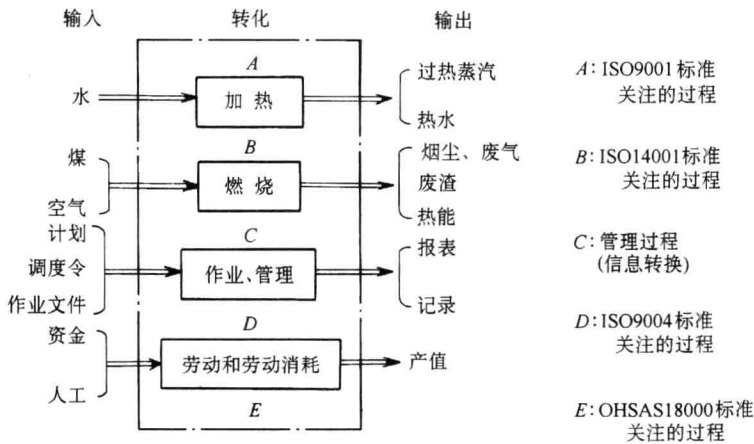 输入
转化
输出
A
水
加热
过热蒸汽
热水
B
煤
空气
燃烧
烟尘、废气
废渣
热能
C
计划
调度令
作业文件
作业、管理
报表
记录
D
资金
人工
劳动和劳动消耗
产值
E
A:ISO9001标准
关注的过程
B:ISO14001标准
关注的过程
C:管理过程
(信息转换)
D:ISO9004标准
关注的过程
E:OHSAS18000标准
关注的过程